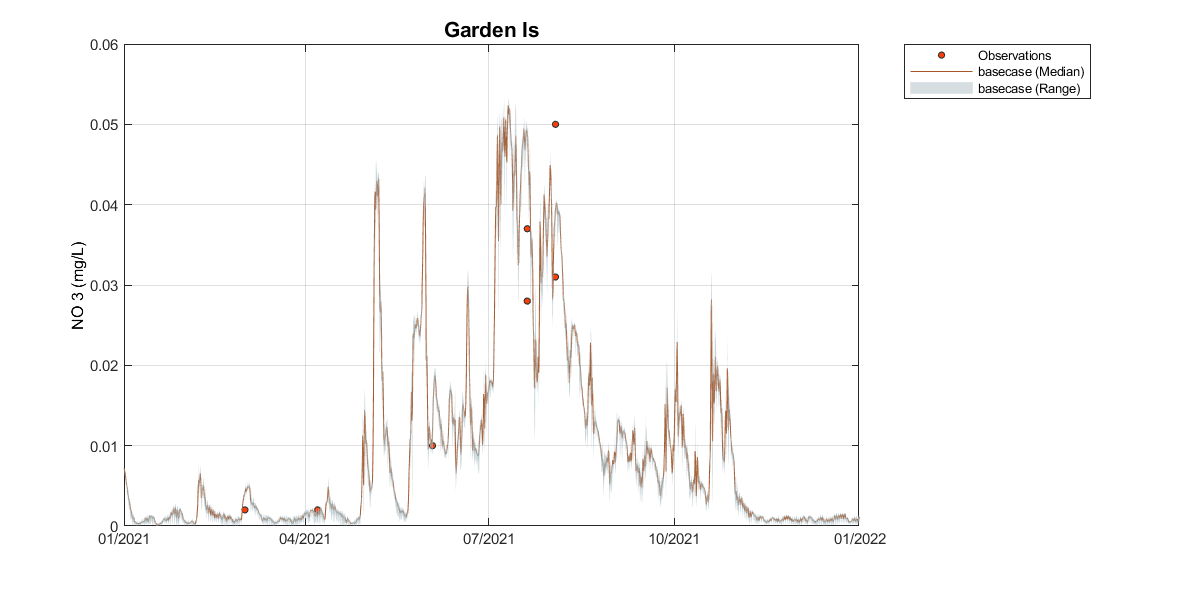 Garden Is
0.06
0.05
0.04
0.03
0.02
0.01
0
NO 3 (mg/L)
01/2021
04/2021
07/2021
10/2021
01/2022
Observations
basecase (Median)
basecase (Range)